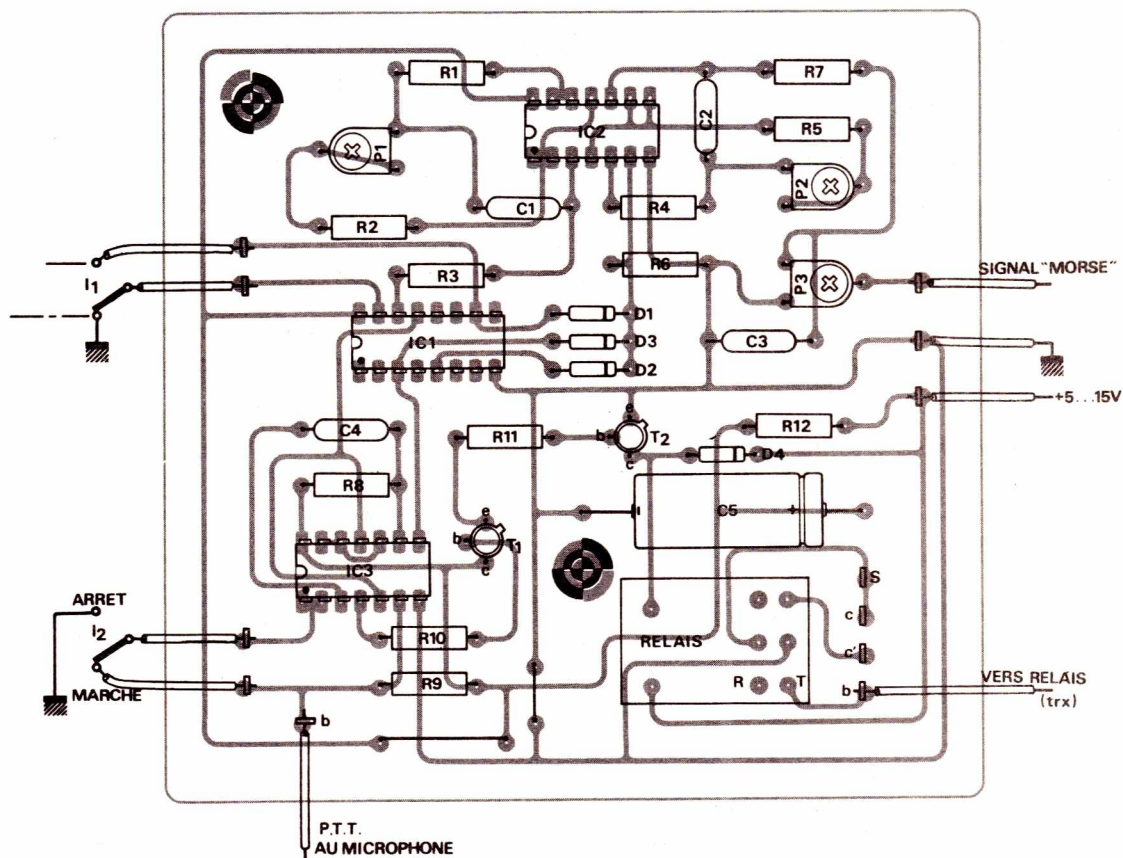 R1
R7
C2
IC2
R5
P1
P2
R4
C1
R2
R6
R3
P3
SIGNAL "MORSE"
I1
D1
IC1
D3
C3
D2
+5...15V
e
R12
C4
R11
b
T2
c
D4
R8
- C5 +
e
b
T1
c
IC3
S
ARRET
c
I2
R10
RELAIS
c'
MARCHE
R9
R
T
b
VERS RELAIS
(trx)
b
P.T.T.
AU MICROPHONE